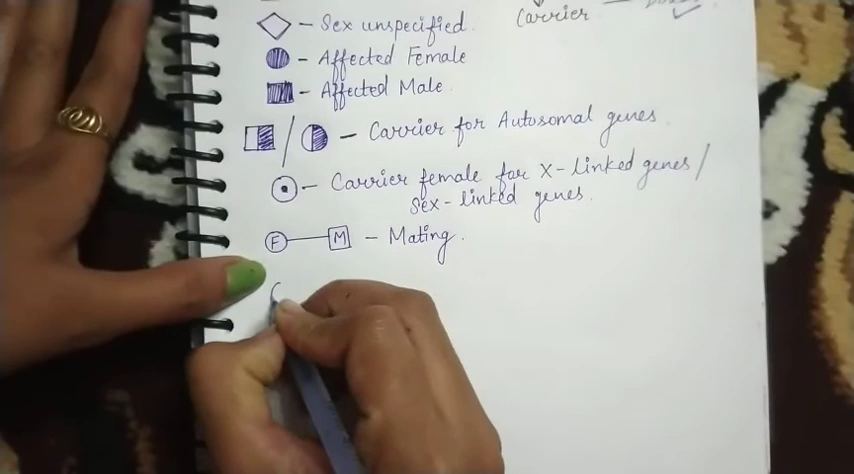 - Sex unspecified.
Carrier
- Affected Female
- Affected Male.
/ - Carrier for Autosomal genes.
- Carrier female for X-linked genes/
Sex-linked genes.
F M - Mating.